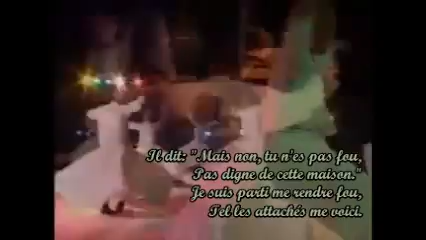 Il dit: "Mais non, tu n'es pas fou,
Pas digne de cette maison."
Je suis parti me rendre fou,
Tel les attachés me voici.